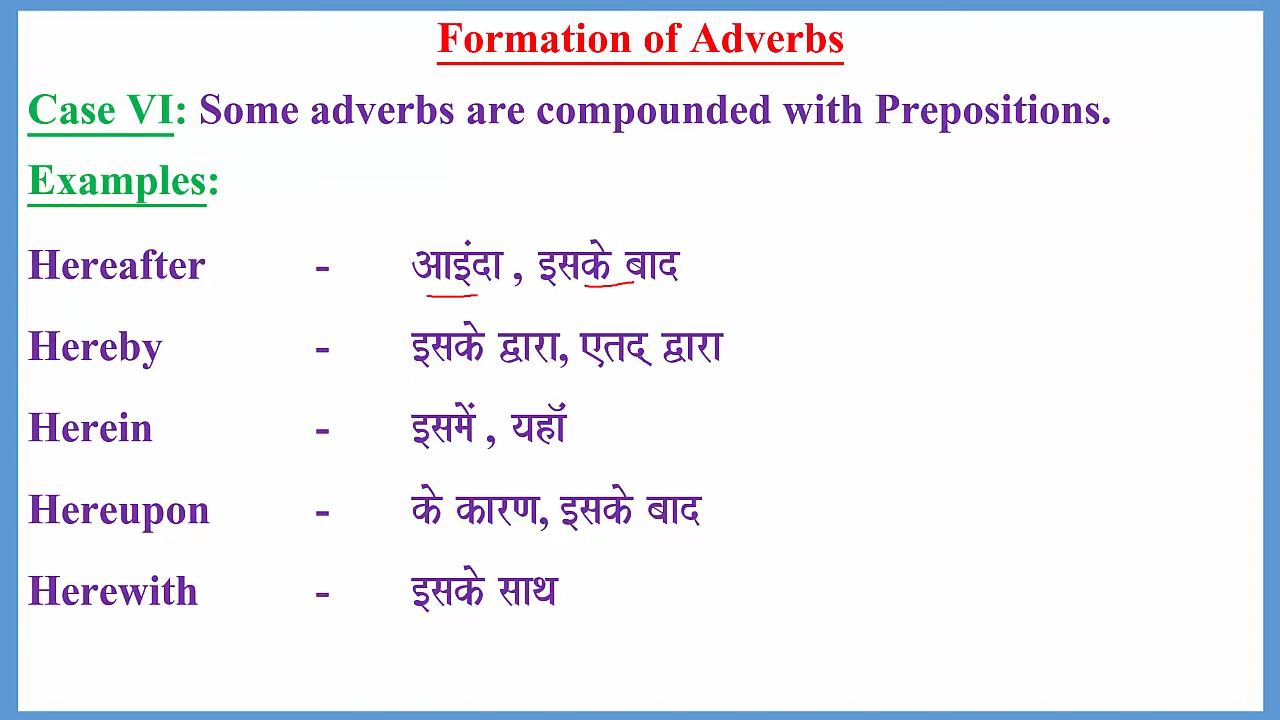 Formation of Adverbs
Case VI: Some adverbs are compounded with Prepositions.
Examples:
Hereafter - आइंदा , इसके बाद
Hereby - इसके द्वारा, एतद् द्वारा
Herein - इसमें , यहॉ
Hereupon - के कारण, इसके बाद
Herewith - इसके साथ